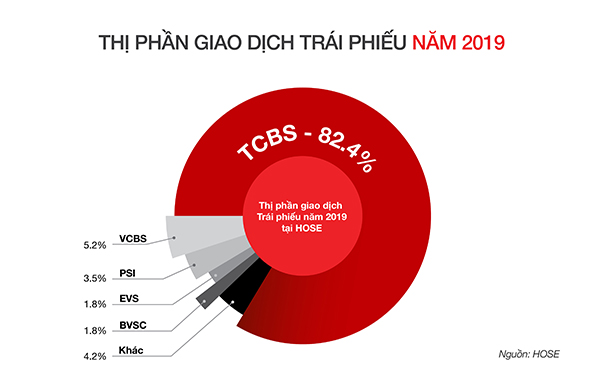 THỊ PHẦN GIAO DỊCH TRÁI PHIẾU NĂM 2019
TCBS - 82.4%
Thị phần giao dịch
Trái phiếu năm 2019
tại HOSE
VCBS
5.2%
PSI
3.5%
EVS
1.8%
BVSC
1.8%
Khác
4.2%
Nguồn: HOSE